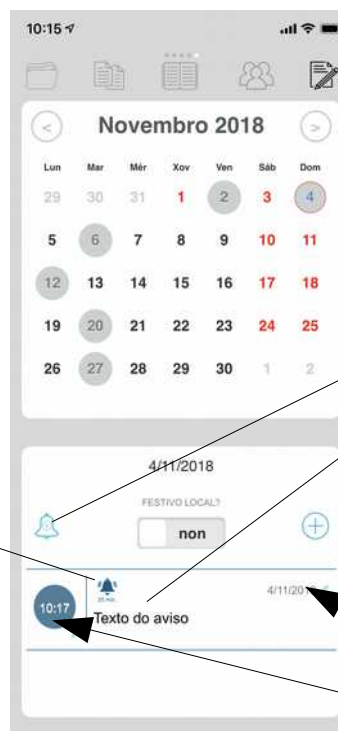 10:15
< Novembro 2018 >
Lun Mar Mér Xov Ven Sáb Dom
29 30 31 1 2 3 4
5 6 7 8 9 10 11
12 13 14 15 16 17 18
19 20 21 22 23 24 25
26 27 28 29 30 1 2
4/11/2018
FESTIVO LOCAL?
non
4/11/2018
10:17
Texto do aviso